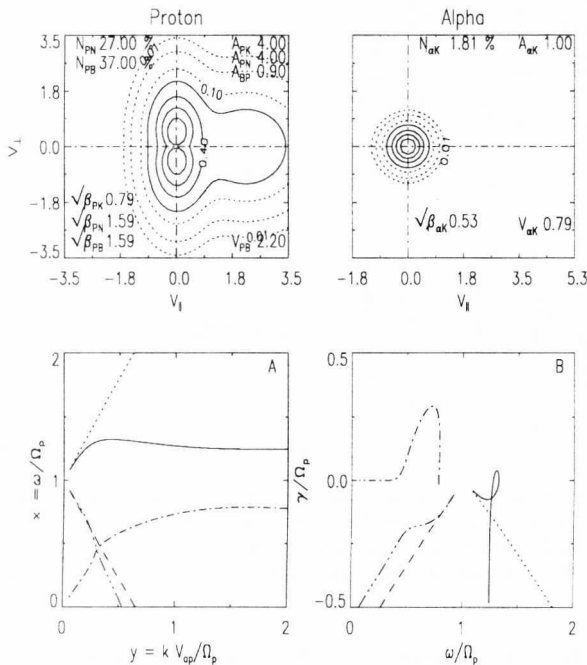 Proton
Alpha
3.5
1.8
0.0
-1.8
-3.5
V⊥
N_PN 27.00 %
N_PB 37.00 %
A_PK 4.00
A_PN 4.00
A_BP 0.90
0.01
0.10
0.40
√β_PK 0.79
√β_PN 1.59
√β_PB 1.59
0.01
V_PB 2.20
-1.8 0.0 1.8 3.5
V∥
N_αK 1.81 %
A_αK 1.00
0.01
√β_αK 0.53
V_αK 0.79
-3.5 -1.8 0.0 1.8 3.5 5.3
V∥
A
2
1
0
x = ω/Ω_p
0 1 2
y = k V_ap/Ω_p
B
0.5
0.0
-0.5
γ/Ω_p
0 1 2
ω/Ω_p